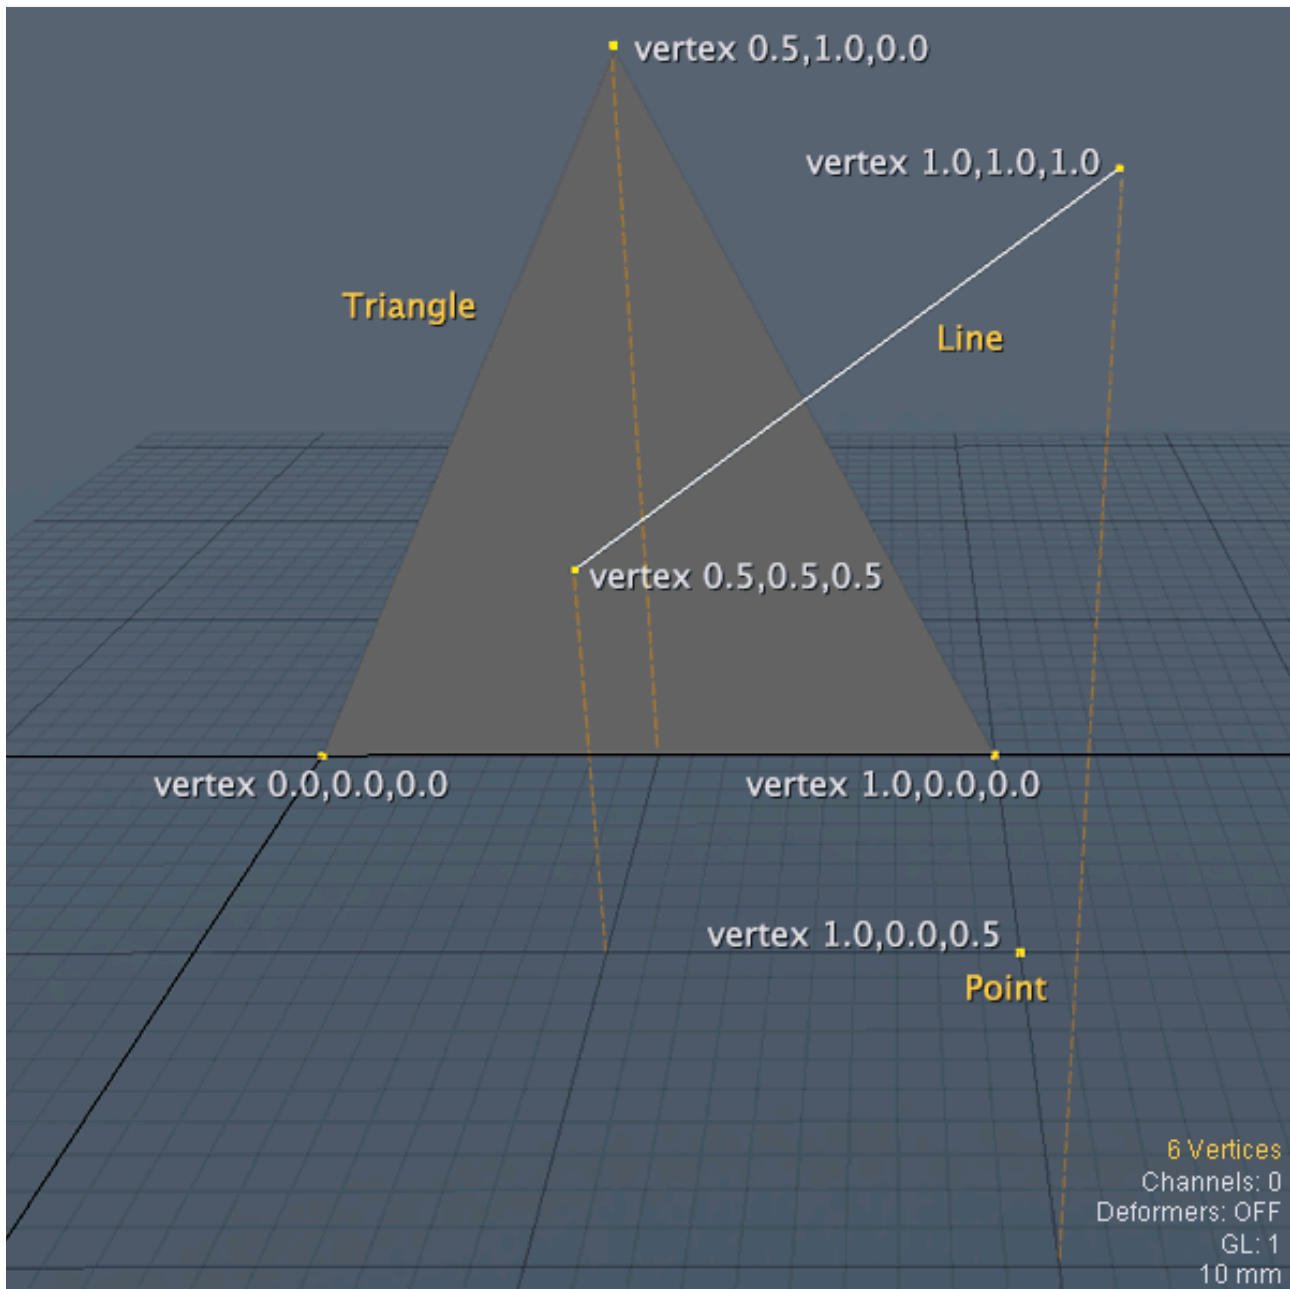 vertex 0.5,1.0,0.0
vertex 1.0,1.0,1.0
Triangle
Line
vertex 0.5,0.5,0.5
vertex 0.0,0.0,0.0
vertex 1.0,0.0,0.0
vertex 1.0,0.0,0.5
Point
6 Vertices
Channels: 0
Deformers: OFF
GL: 1
10 mm